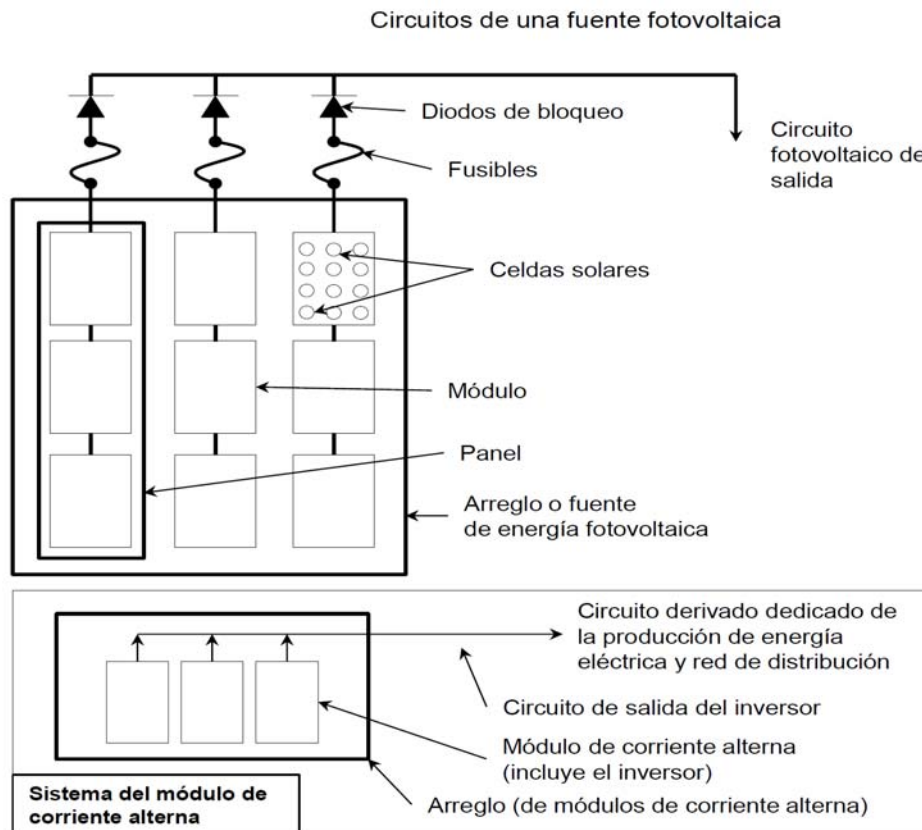 Circuitos de una fuente fotovoltaica
Diodos de bloqueo
Circuito
fotovoltaico de
salida
Fusibles
Celdas solares
Módulo
Panel
Arreglo o fuente
de energía fotovoltaica
Circuito derivado dedicado de
la producción de energía
eléctrica y red de distribución
Circuito de salida del inversor
Módulo de corriente alterna
(incluye el inversor)
Arreglo (de módulos de corriente alterna)
Sistema del módulo de
corriente alterna